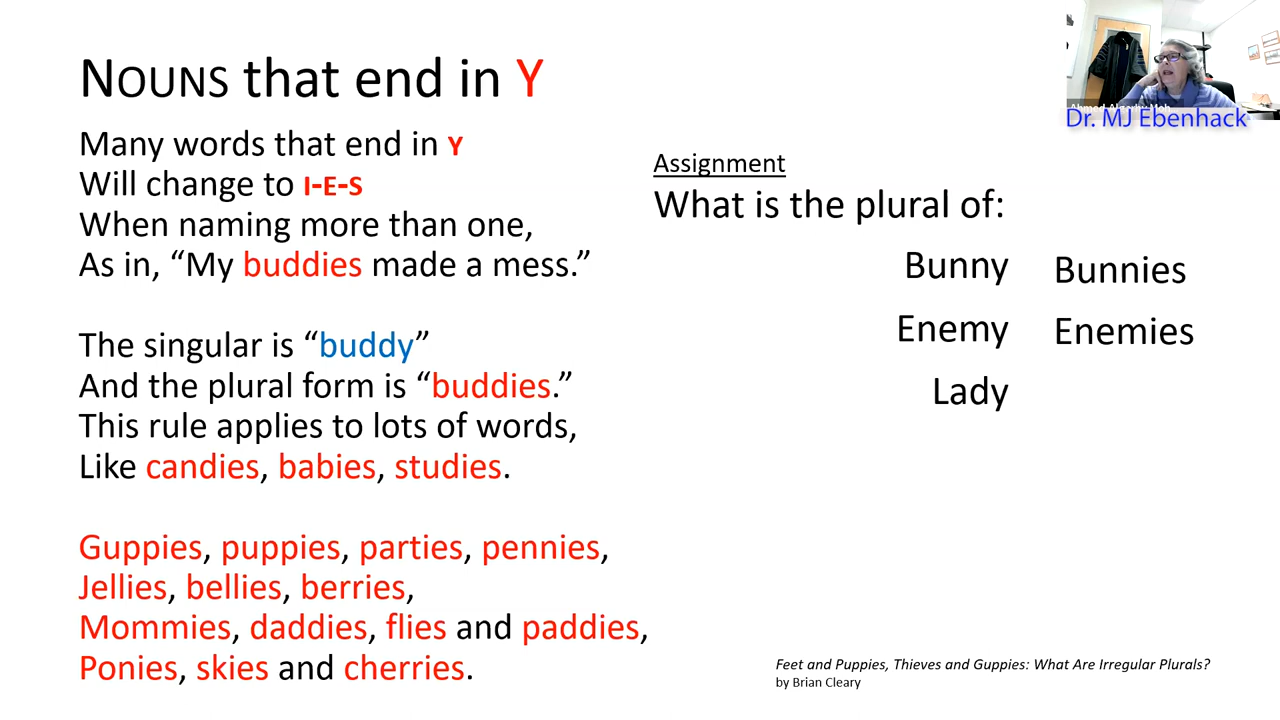 NOUNS that end in Y
Many words that end in Y
Will change to I-E-S
When naming more than one,
As in, “My buddies made a mess.”
The singular is “buddy”
And the plural form is “buddies.”
This rule applies to lots of words,
Like candies, babies, studies.
Guppies, puppies, parties, pennies,
Jellies, bellies, berries,
Mommies, daddies, flies and paddies,
Ponies, skies and cherries.
Dr. MJ Ebenhack
Assignment
What is the plural of:
Bunny Bunnies
Enemy Enemies
Lady
Feet and Puppies, Thieves and Guppies: What Are Irregular Plurals?
by Brian Cleary